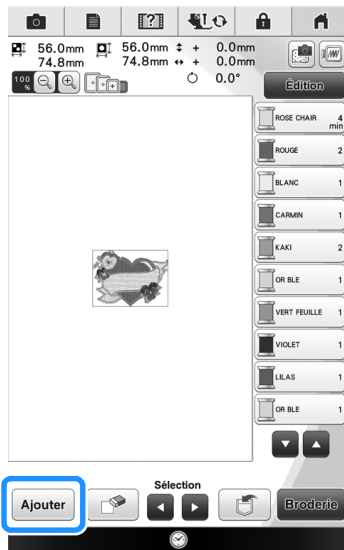 56.0mm 56.0mm + 0.0mm
74.8mm 74.8mm + 0.0mm
100 % 0.0°
Édition
ROSE CHAIR 4 min
ROUGE 2
BLANC 1
CARMIN 1
KAKI 2
OR BLE 1
VERT FEUILLE 1
VIOLET 1
LILAS 1
OR BLE 1
Sélection
Ajouter
Broderie